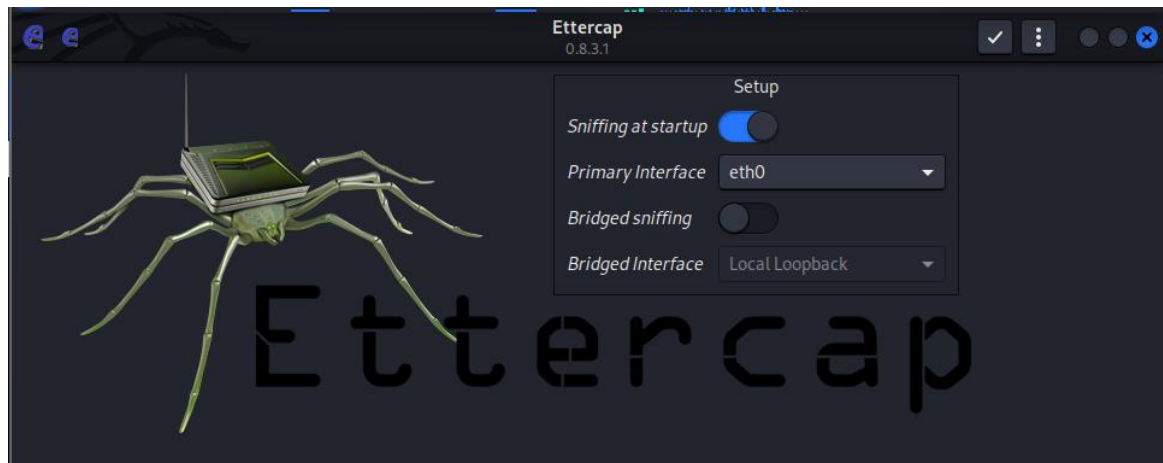 Ettercap
0.8.3.1
Setup
Sniffing at startup
Primary Interface eth0
Bridged sniffing
Bridged Interface Local Loopback
Ettercap